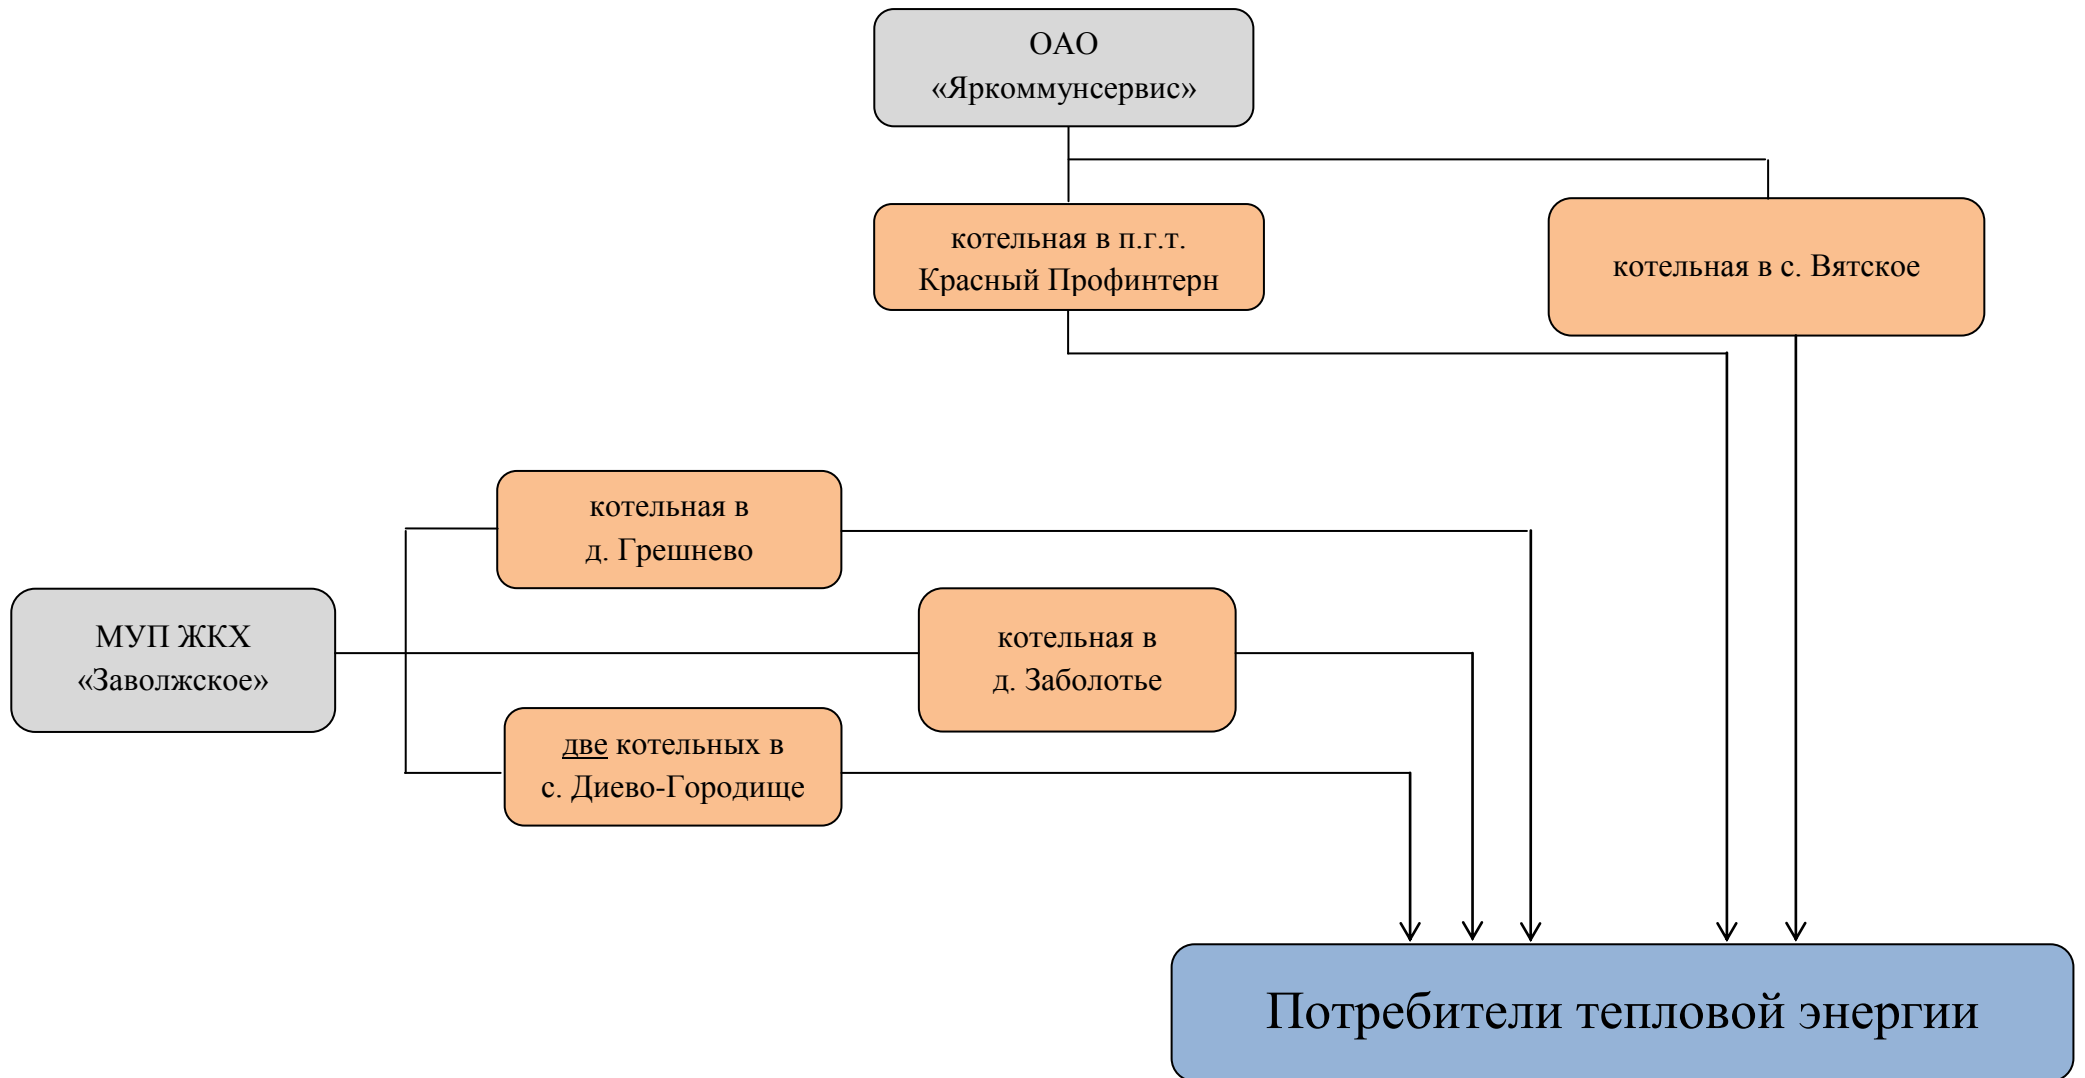 ОАО
«Яркоммунсервис»
котельная в п.г.т.
Красный Профинтерн
котельная в с. Вятское
котельная в
д. Грешнево
МУП ЖКХ
«Заволжское»
котельная в
д. Заболотье
две котельных в
с. Диево-Городище
Потребители тепловой энергии